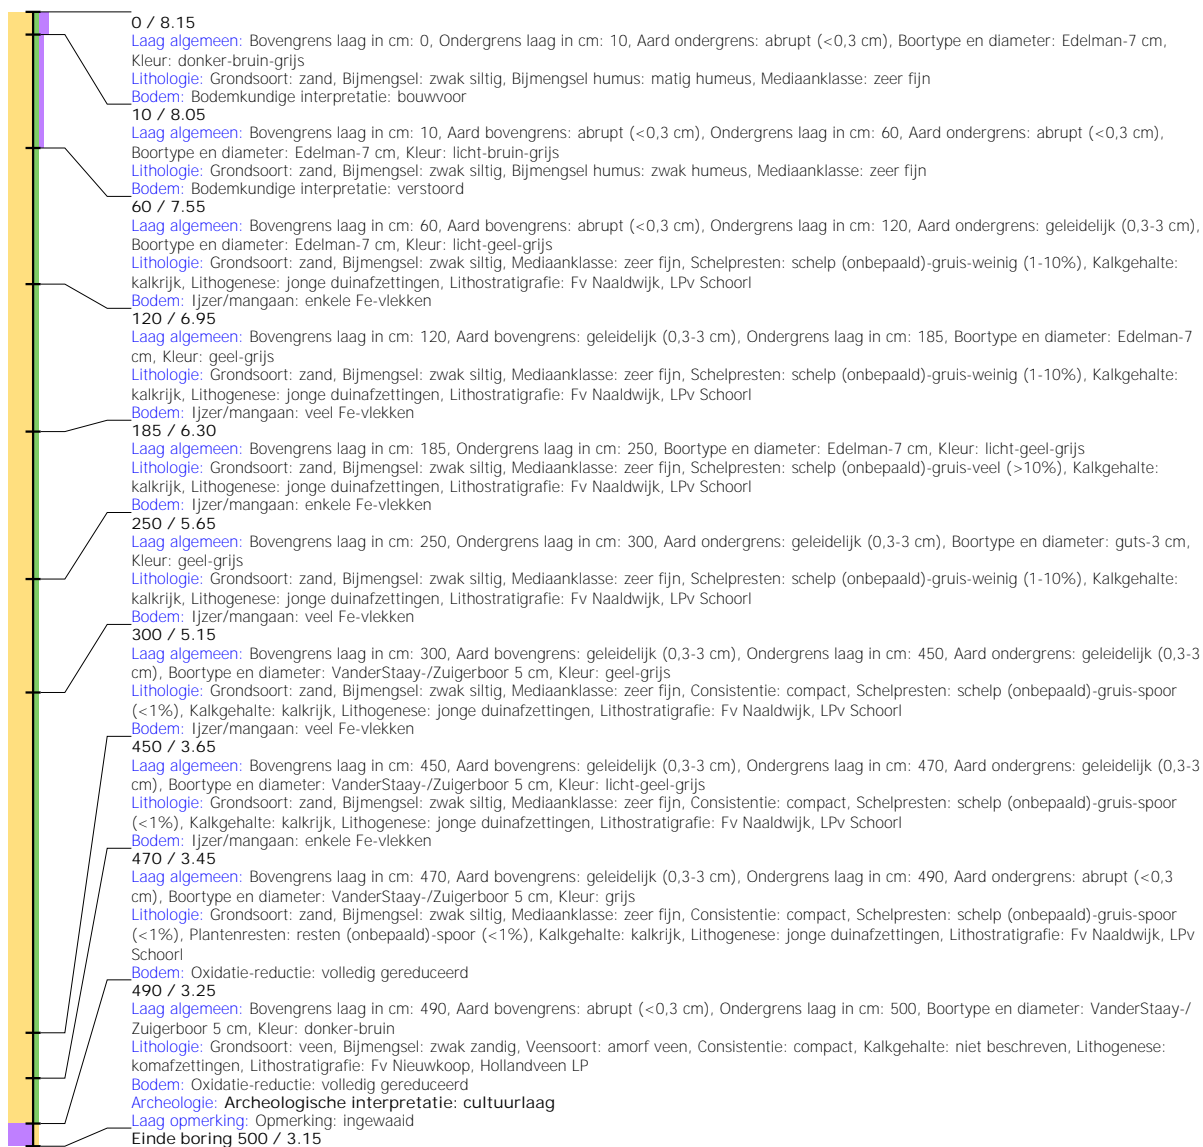 0 / 8.15
Laag algemeen: Bovengrens laag in cm: 0, Ondergrens laag in cm: 10, Aard ondergrens: abrupt (<0,3 cm), Boortype en diameter: Edelman-7 cm,
Kleur: donker-bruin-grijs
Lithologie: Grondsoort: zand, Bijmengsel: zwak siltig, Bijmengsel humus: matig humeus, Mediaanklasse: zeer fijn
Bodem: Bodemkundige interpretatie: bouwvoor
10 / 8.05
Laag algemeen: Bovengrens laag in cm: 10, Aard bovengrens: abrupt (<0,3 cm), Ondergrens laag in cm: 60, Aard ondergrens: abrupt (<0,3 cm),
Boortype en diameter: Edelman-7 cm, Kleur: licht-bruin-grijs
Lithologie: Grondsoort: zand, Bijmengsel: zwak siltig, Bijmengsel humus: zwak humeus, Mediaanklasse: zeer fijn
Bodem: Bodemkundige interpretatie: verstoord
60 / 7.55
Laag algemeen: Bovengrens laag in cm: 60, Aard bovengrens: abrupt (<0,3 cm), Ondergrens laag in cm: 120, Aard ondergrens: geleidelijk (0,3-3 cm),
Boortype en diameter: Edelman-7 cm, Kleur: licht-geel-grijs
Lithologie: Grondsoort: zand, Bijmengsel: zwak siltig, Mediaanklasse: zeer fijn, Schelpresten: schelp (onbepaald)-gruis-weinig (1-10%), Kalkgehalte:
kalkrijk, Lithogenese: jonge duinafzettingen, Lithostratigrafie: Fv Naaldwijk, LPv Schoorl
Bodem: Ijzer/mangaan: enkele Fe-vlekken
120 / 6.95
Laag algemeen: Bovengrens laag in cm: 120, Aard bovengrens: geleidelijk (0,3-3 cm), Ondergrens laag in cm: 185, Boortype en diameter: Edelman-7
cm, Kleur: geel-grijs
Lithologie: Grondsoort: zand, Bijmengsel: zwak siltig, Mediaanklasse: zeer fijn, Schelpresten: schelp (onbepaald)-gruis-weinig (1-10%), Kalkgehalte:
kalkrijk, Lithogenese: jonge duinafzettingen, Lithostratigrafie: Fv Naaldwijk, LPv Schoorl
Bodem: Ijzer/mangaan: veel Fe-vlekken
185 / 6.30
Laag algemeen: Bovengrens laag in cm: 185, Ondergrens laag in cm: 250, Boortype en diameter: Edelman-7 cm, Kleur: licht-geel-grijs
Lithologie: Grondsoort: zand, Bijmengsel: zwak siltig, Mediaanklasse: zeer fijn, Schelpresten: schelp (onbepaald)-gruis-veel (>10%), Kalkgehalte:
kalkrijk, Lithogenese: jonge duinafzettingen, Lithostratigrafie: Fv Naaldwijk, LPv Schoorl
Bodem: Ijzer/mangaan: enkele Fe-vlekken
250 / 5.65
Laag algemeen: Bovengrens laag in cm: 250, Ondergrens laag in cm: 300, Aard ondergrens: geleidelijk (0,3-3 cm), Boortype en diameter: guts-3 cm,
Kleur: geel-grijs
Lithologie: Grondsoort: zand, Bijmengsel: zwak siltig, Mediaanklasse: zeer fijn, Schelpresten: schelp (onbepaald)-gruis-weinig (1-10%), Kalkgehalte:
kalkrijk, Lithogenese: jonge duinafzettingen, Lithostratigrafie: Fv Naaldwijk, LPv Schoorl
Bodem: Ijzer/mangaan: veel Fe-vlekken
300 / 5.15
Laag algemeen: Bovengrens laag in cm: 300, Aard bovengrens: geleidelijk (0,3-3 cm), Ondergrens laag in cm: 450, Aard ondergrens: geleidelijk (0,3-3
cm), Boortype en diameter: VanderStaay-/Zuigerboor 5 cm, Kleur: geel-grijs
Lithologie: Grondsoort: zand, Bijmengsel: zwak siltig, Mediaanklasse: zeer fijn, Consistentie: compact, Schelpresten: schelp (onbepaald)-gruis-spoor
(<1%), Kalkgehalte: kalkrijk, Lithogenese: jonge duinafzettingen, Lithostratigrafie: Fv Naaldwijk, LPv Schoorl
Bodem: Ijzer/mangaan: veel Fe-vlekken
450 / 3.65
Laag algemeen: Bovengrens laag in cm: 450, Aard bovengrens: geleidelijk (0,3-3 cm), Ondergrens laag in cm: 470, Aard ondergrens: geleidelijk (0,3-3
cm), Boortype en diameter: VanderStaay-/Zuigerboor 5 cm, Kleur: licht-geel-grijs
Lithologie: Grondsoort: zand, Bijmengsel: zwak siltig, Mediaanklasse: zeer fijn, Consistentie: compact, Schelpresten: schelp (onbepaald)-gruis-spoor
(<1%), Kalkgehalte: kalkrijk, Lithogenese: jonge duinafzettingen, Lithostratigrafie: Fv Naaldwijk, LPv Schoorl
Bodem: Ijzer/mangaan: enkele Fe-vlekken
470 / 3.45
Laag algemeen: Bovengrens laag in cm: 470, Aard bovengrens: geleidelijk (0,3-3 cm), Ondergrens laag in cm: 490, Aard ondergrens: abrupt (<0,3
cm), Boortype en diameter: VanderStaay-/Zuigerboor 5 cm, Kleur: grijs
Lithologie: Grondsoort: zand, Bijmengsel: zwak siltig, Mediaanklasse: zeer fijn, Consistentie: compact, Schelpresten: schelp (onbepaald)-gruis-spoor
(<1%), Plantenresten: resten (onbepaald)-spoor (<1%), Kalkgehalte: kalkrijk, Lithogenese: jonge duinafzettingen, Lithostratigrafie: Fv Naaldwijk, LPv
Schoorl
Bodem: Oxidatie-reductie: volledig gereduceerd
490 / 3.25
Laag algemeen: Bovengrens laag in cm: 490, Aard bovengrens: abrupt (<0,3 cm), Ondergrens laag in cm: 500, Boortype en diameter: VanderStaay-/
Zuigerboor 5 cm, Kleur: donker-bruin
Lithologie: Grondsoort: veen, Bijmengsel: zwak zandig, Veensoort: amorf veen, Consistentie: compact, Kalkgehalte: niet beschreven, Lithogenese:
komafzettingen, Lithostratigrafie: Fv Nieuwkoop, Hollandveen LP
Bodem: Oxidatie-reductie: volledig gereduceerd
Archeologie: Archeologische interpretatie: cultuurlaag
Laag opmerking: Opmerking: ingewaaid
Einde boring 500 / 3.15